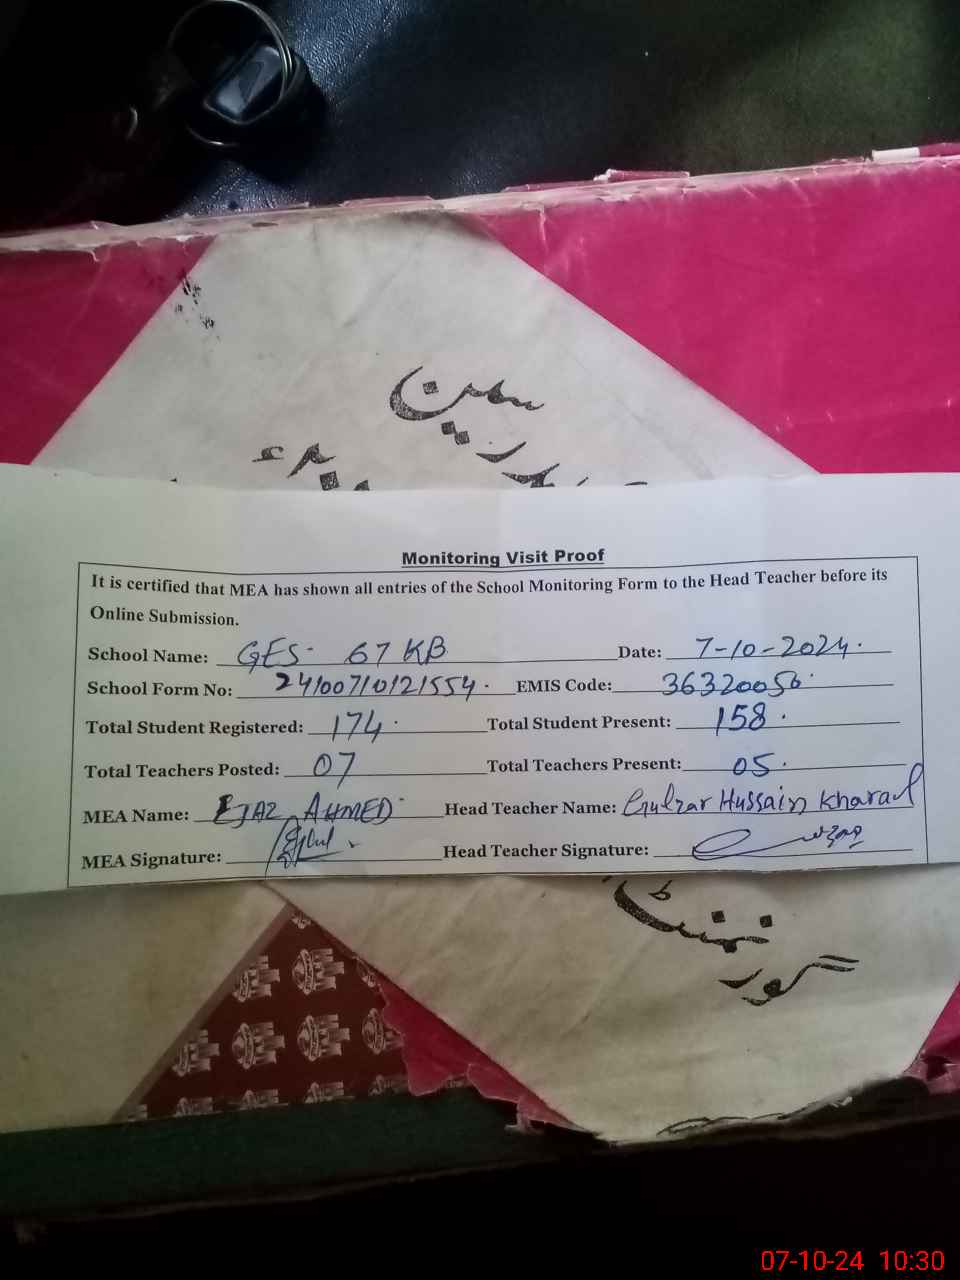 مدرسین
گورنمنٹ
Monitoring Visit Proof
It is certified that MEA has shown all entries of the School Monitoring Form to the Head Teacher before its
Online Submission.
School Name: GES. 67 KB Date: 7-10-2024.
School Form No: 24100710121554. EMIS Code: 36320056.
Total Student Registered: 174. Total Student Present: 158.
Total Teachers Posted: 07 Total Teachers Present: 05.
MEA Name: EJAZ AHMED Head Teacher Name: Gulzar Hussain Kharal
MEA Signature: Head Teacher Signature:
07-10-24 10:30